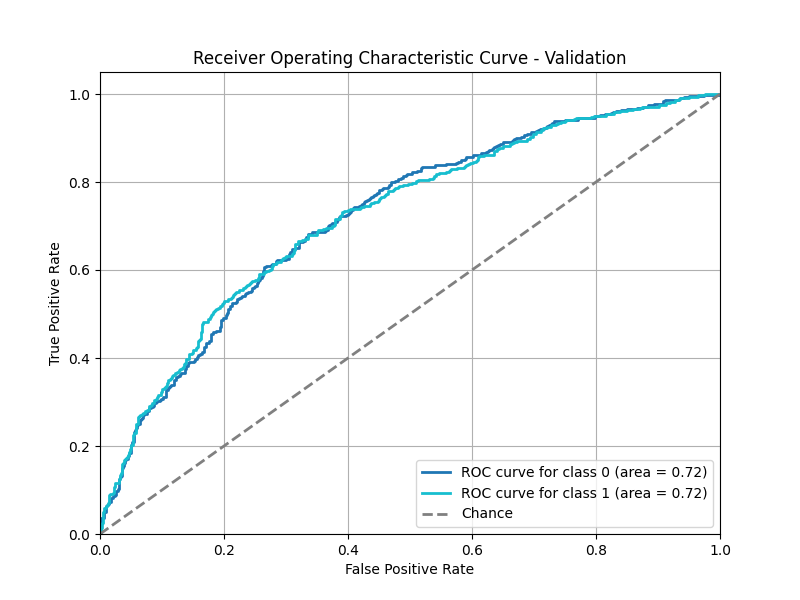 Receiver Operating Characteristic Curve - Validation
1.0
0.8
0.6
0.4
0.2
0.0
True Positive Rate
ROC curve for class 0 (area = 0.72)
ROC curve for class 1 (area = 0.72)
Chance
0.0 0.2 0.4 0.6 0.8 1.0
False Positive Rate